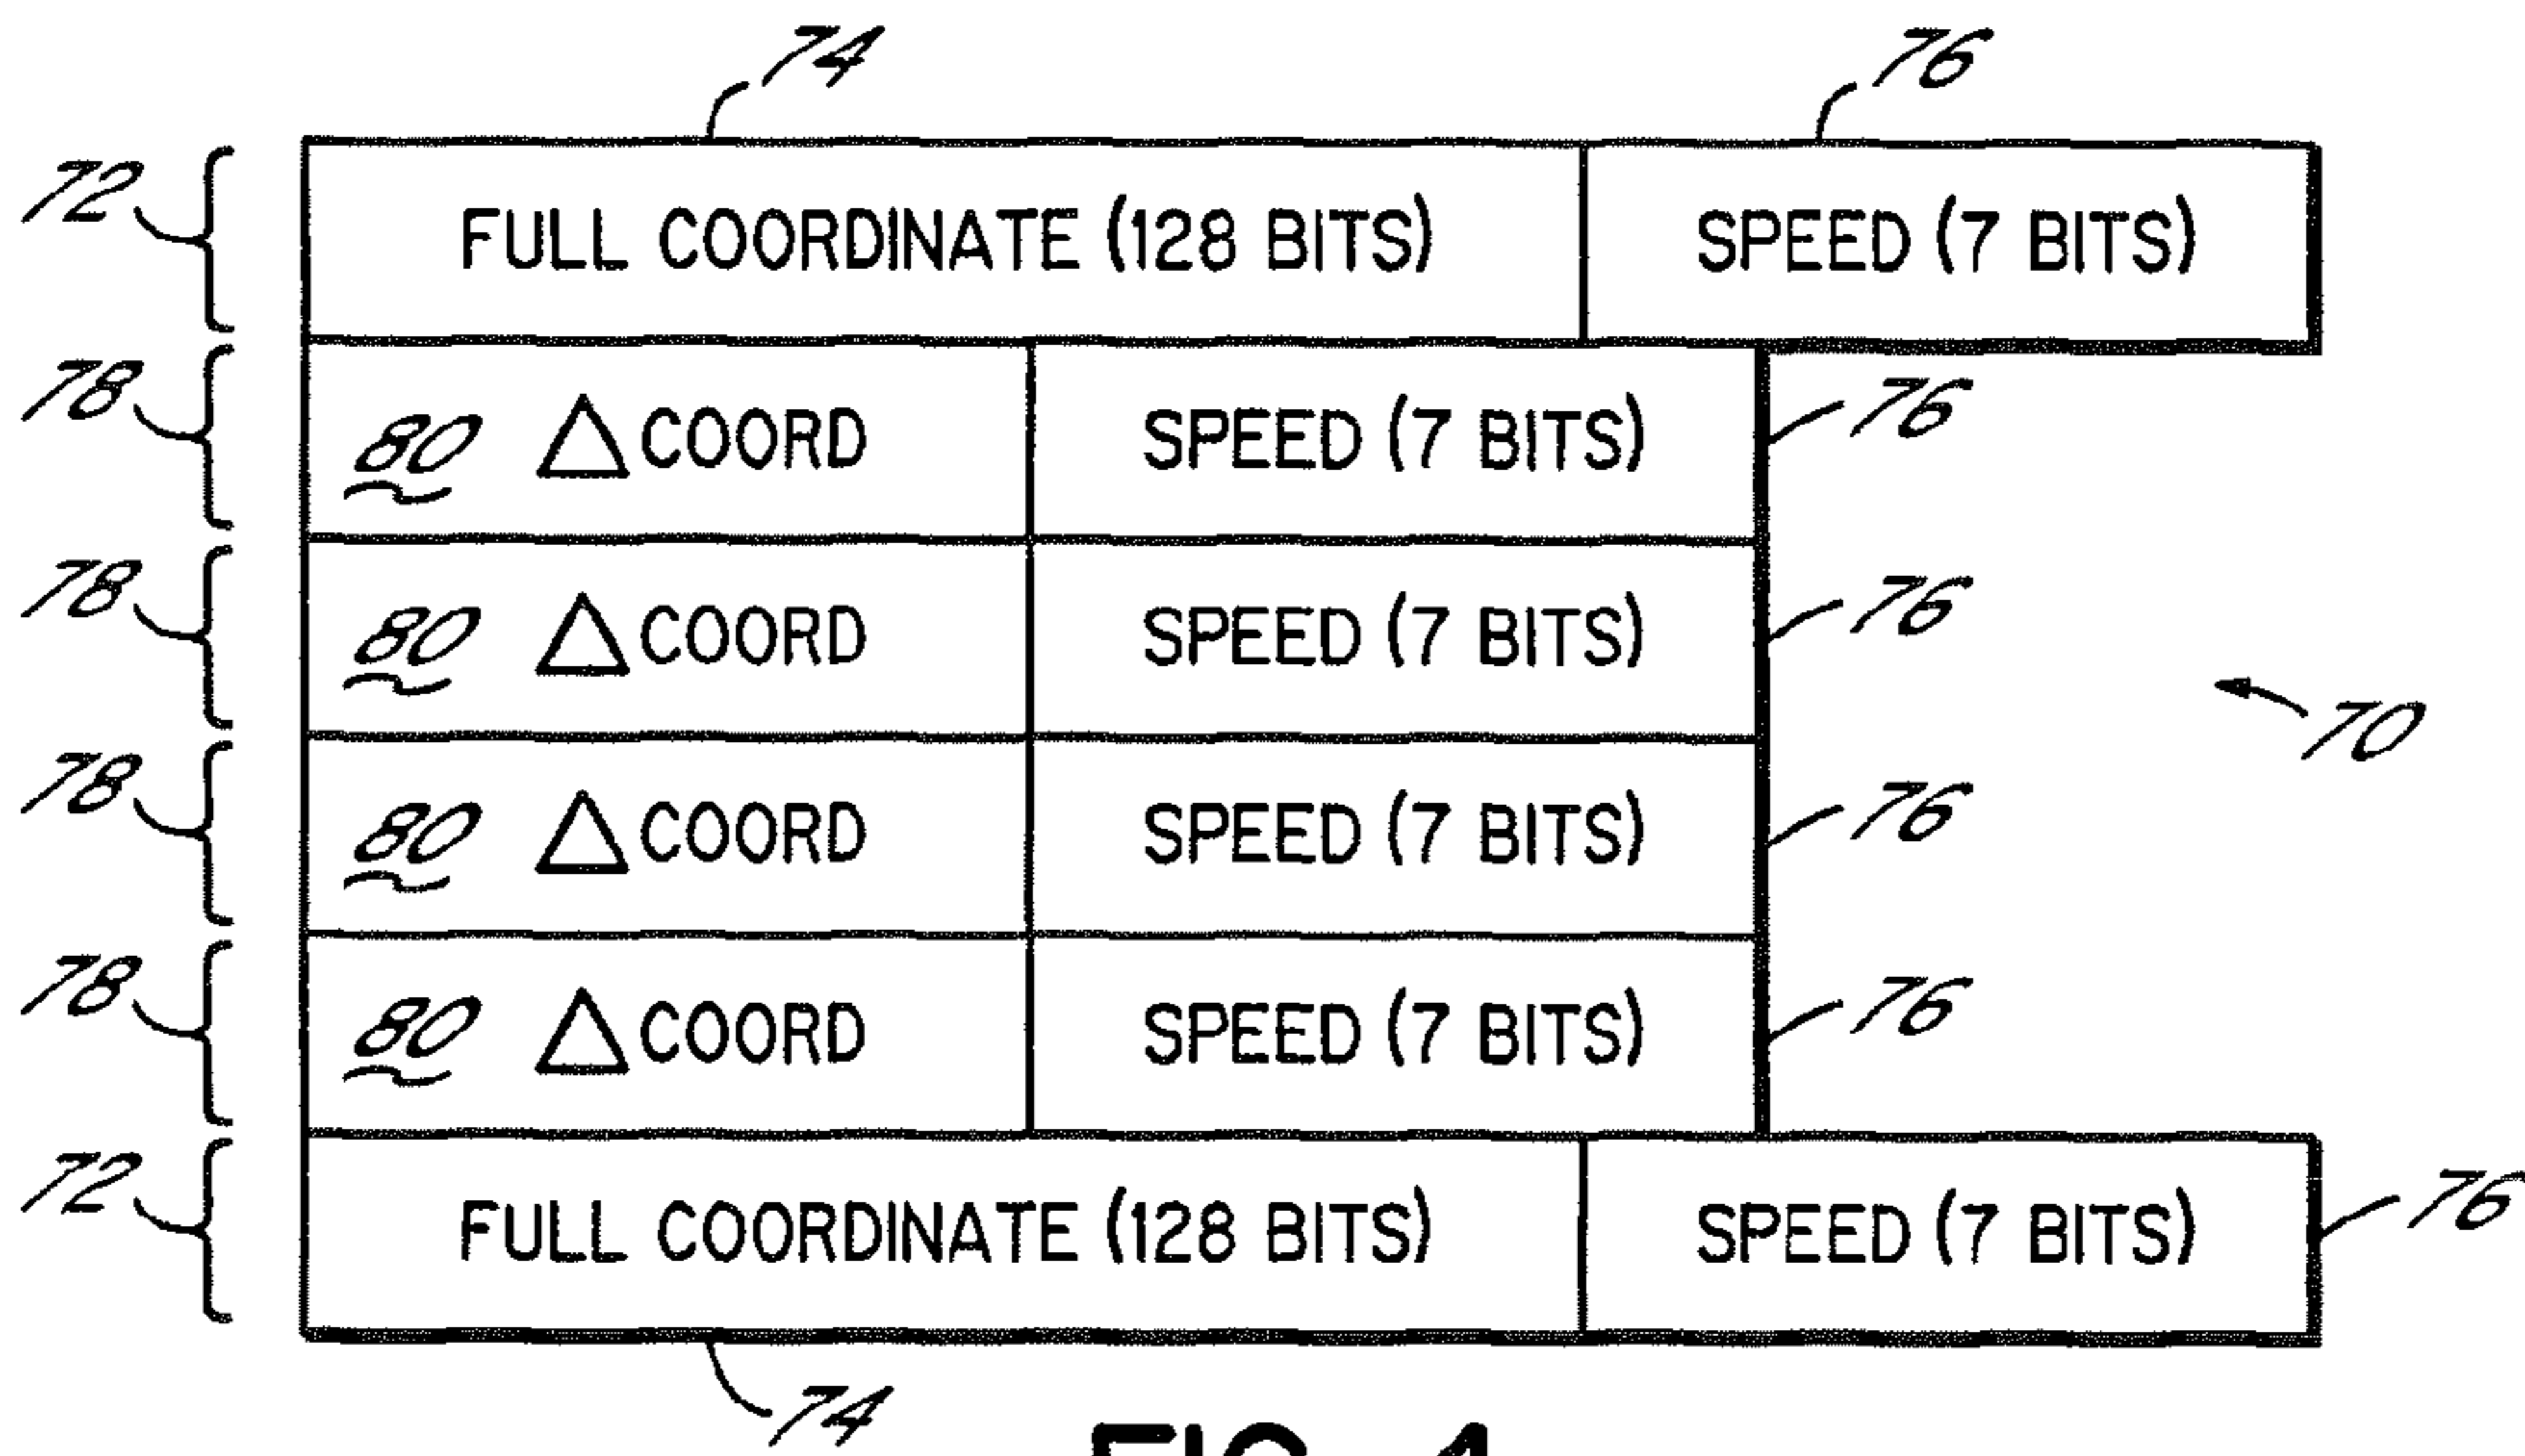 74 76
72 FULL COORDINATE (128 BITS) SPEED (7 BITS)
78 80 △ COORD SPEED (7 BITS) 76
78 80 △ COORD SPEED (7 BITS) 76
70
78 80 △ COORD SPEED (7 BITS) 76
78 80 △ COORD SPEED (7 BITS) 76
72 FULL COORDINATE (128 BITS) SPEED (7 BITS) 76
74